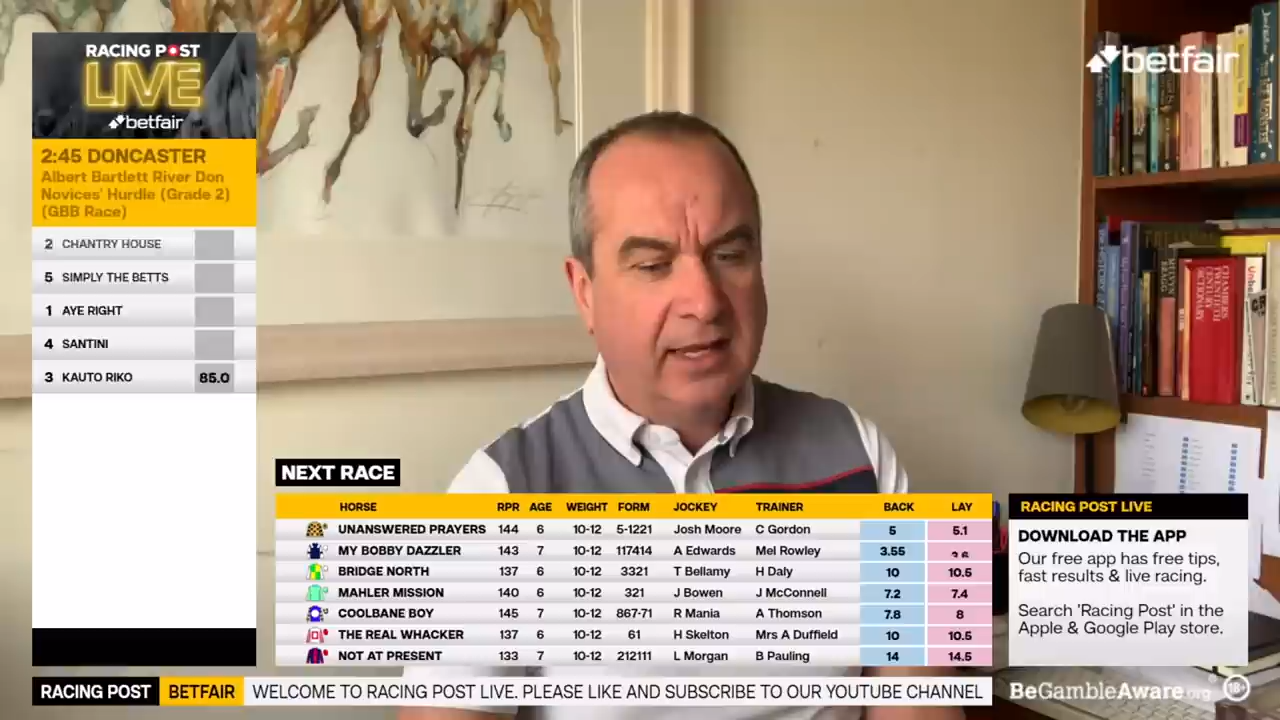 RACING POST
LIVE
betfair
2:45 DONCASTER
Albert Bartlett River Don
Novices' Hurdle (Grade 2)
(GBB Race)
2 CHANTRY HOUSE
5 SIMPLY THE BETTS
1 AYE RIGHT
4 SANTINI
3 KAUTO RIKO 85.0
betfair
CHAMBERS
TWENTIETH
CENTURY
DICTIONARY
MELVYN
BRAGG
NEXT RACE
HORSE RPR AGE WEIGHT FORM JOCKEY TRAINER BACK LAY
UNANSWERED PRAYERS 144 6 10-12 5-1221 Josh Moore C Gordon 5 5.1
MY BOBBY DAZZLER 143 7 10-12 117414 A Edwards Mel Rowley 3.55
BRIDGE NORTH 137 6 10-12 3321 T Bellamy H Daly 10 10.5
MAHLER MISSION 140 6 10-12 321 J Bowen J McConnell 7.2 7.4
COOLBANE BOY 145 7 10-12 867-71 R Mania A Thomson 7.8 8
THE REAL WHACKER 137 6 10-12 61 H Skelton Mrs A Duffield 10 10.5
NOT AT PRESENT 133 7 10-12 212111 L Morgan B Pauling 14 14.5
RACING POST LIVE
DOWNLOAD THE APP
Our free app has free tips,
fast results & live racing.
Search 'Racing Post' in the
Apple & Google Play store.
RACING POST BETFAIR WELCOME TO RACING POST LIVE. PLEASE LIKE AND SUBSCRIBE TO OUR YOUTUBE CHANNEL
BeGambleAware.org 18+